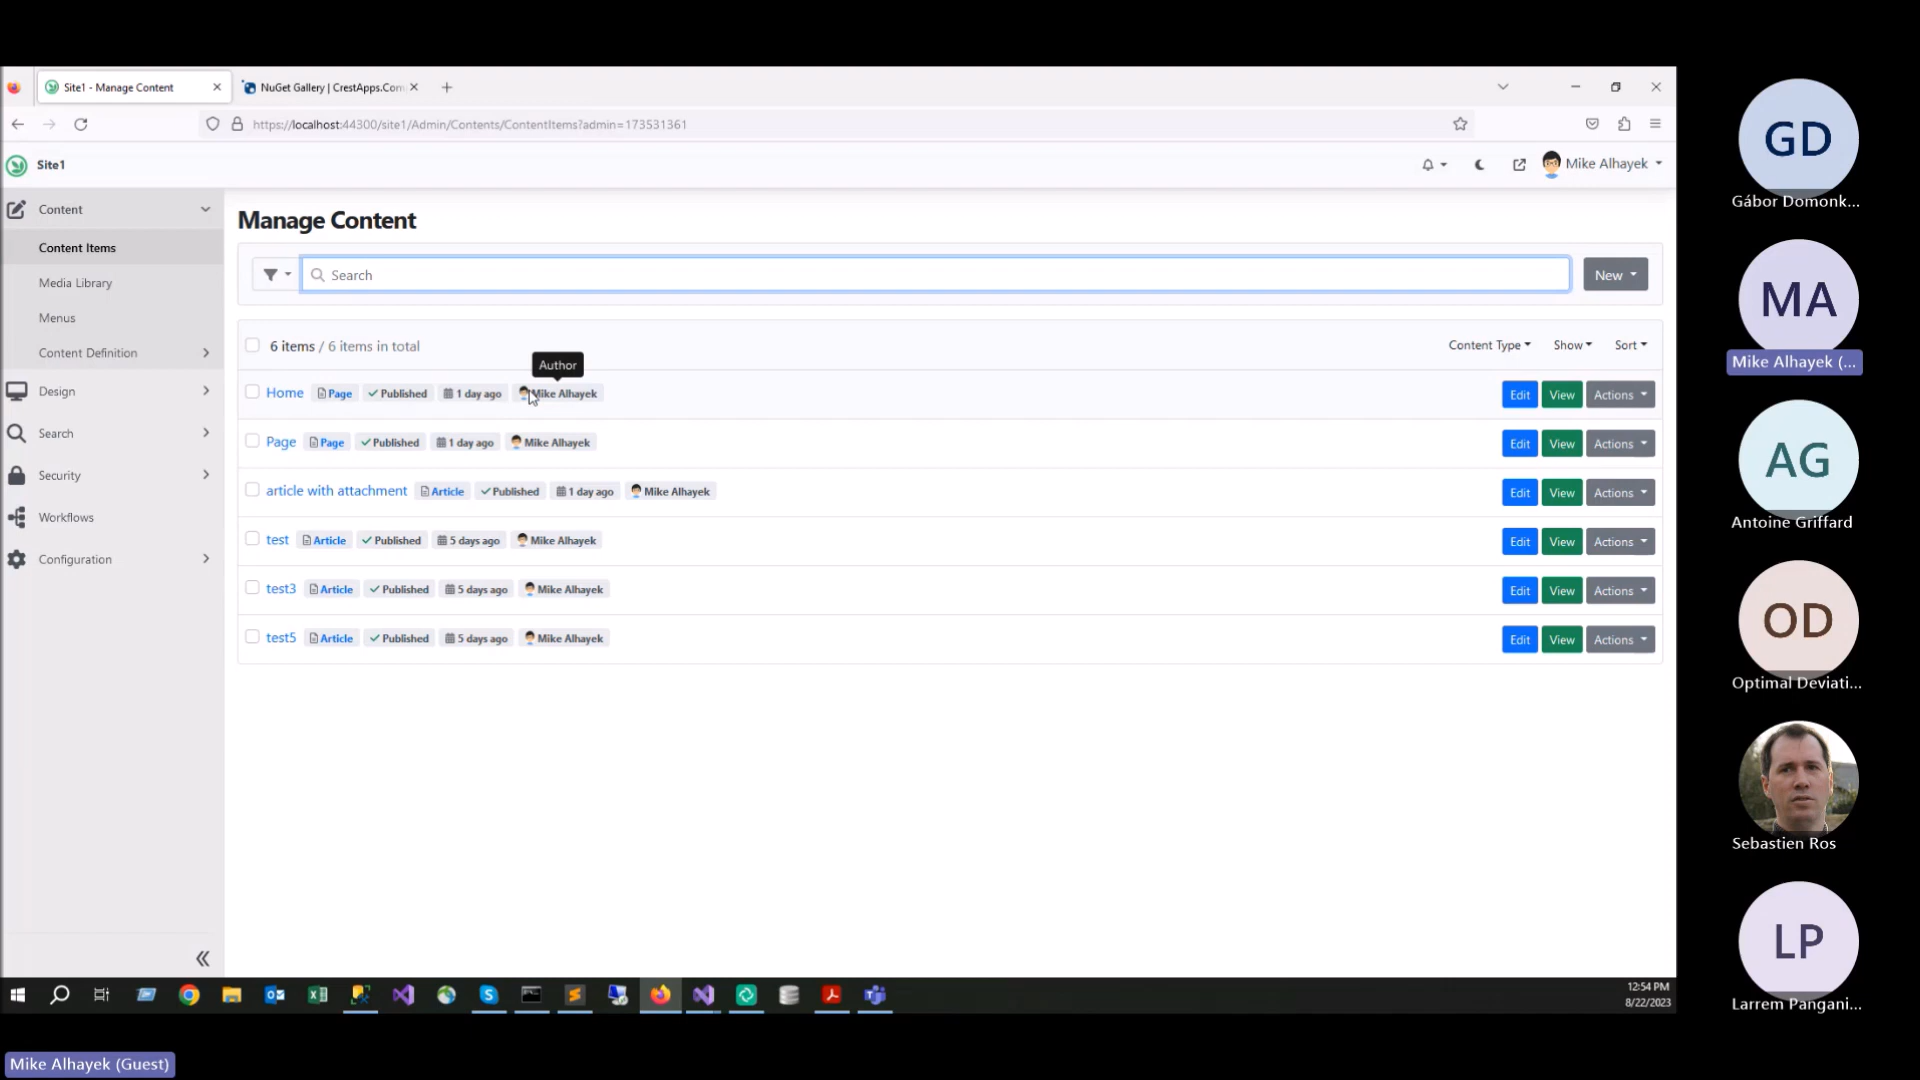 Site1 - Manage Content
NuGet Gallery | CrestApps.Con
https://localhost:44300/site1/Admin/Contents/ContentItems?admin=173531361
Site1
Mike Alhayek
Content
Content Items
Media Library
Menus
Content Definition
Design
Search
Security
Workflows
Configuration
Manage Content
Search
New
6 items / 6 items in total
Content Type
Show
Sort
Author
Home Page Published 1 day ago Mike Alhayek Edit View Actions
Page Page Published 1 day ago Mike Alhayek Edit View Actions
article with attachment Article Published 1 day ago Mike Alhayek Edit View Actions
test Article Published 5 days ago Mike Alhayek Edit View Actions
test3 Article Published 5 days ago Mike Alhayek Edit View Actions
test5 Article Published 5 days ago Mike Alhayek Edit View Actions
12:54 PM
8/22/2023
GD
Gábor Domonk...
MA
Mike Alhayek (...
AG
Antoine Griffard
OD
Optimal Deviati...
Sebastien Ros
LP
Larrem Pangani...
Mike Alhayek (Guest)